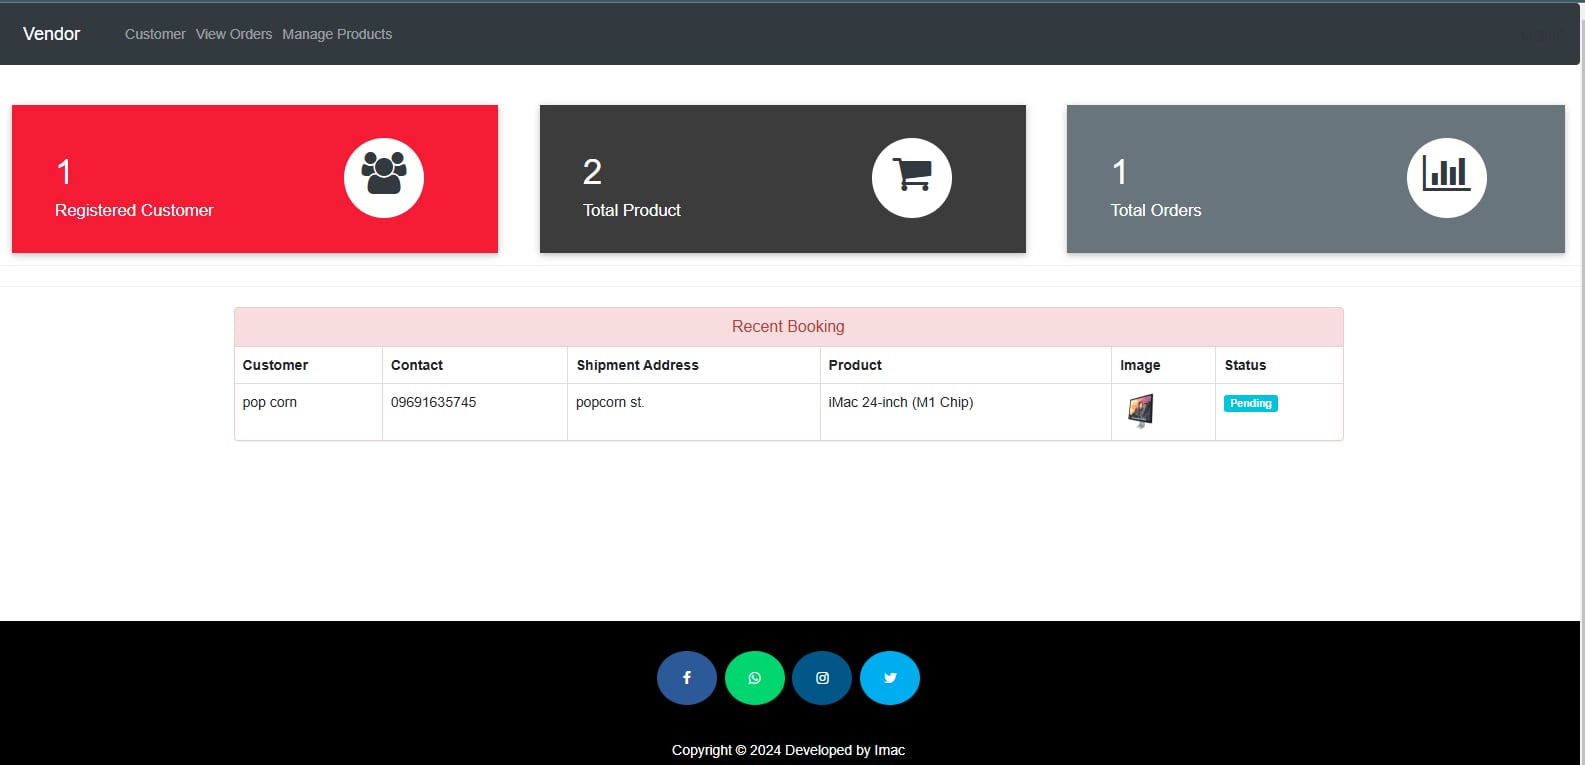 Vendor Customer View Orders Manage Products Logout
1
Registered Customer
2
Total Product
1
Total Orders
Recent Booking
Customer Contact Shipment Address Product Image Status
pop corn 09691635745 popcorn st. iMac 24-inch (M1 Chip) Pending
Copyright © 2024 Developed by Imac